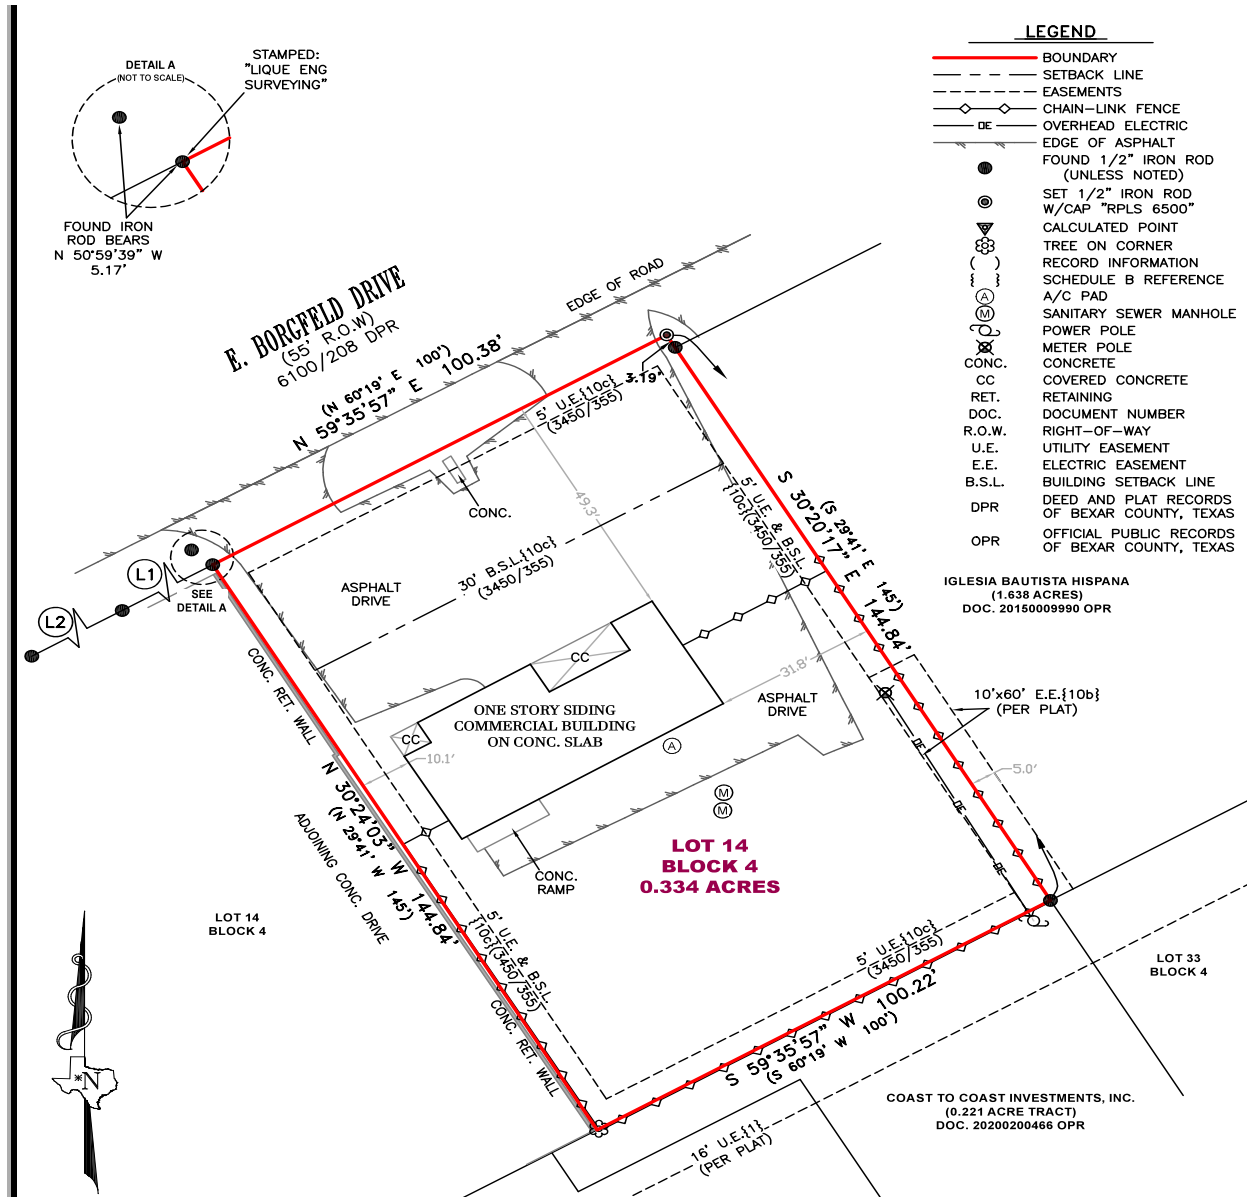 DETAIL A
(NOT TO SCALE)
STAMPED:
"LIQUE ENG
SURVEYING"
FOUND IRON
ROD BEARS
N 50°59'39" W
5.17'
LEGEND
BOUNDARY
SETBACK LINE
EASEMENTS
CHAIN-LINK FENCE
OE OVERHEAD ELECTRIC
EDGE OF ASPHALT
FOUND 1/2" IRON ROD
(UNLESS NOTED)
SET 1/2" IRON ROD
W/CAP "RPLS 6500"
CALCULATED POINT
TREE ON CORNER
( ) RECORD INFORMATION
{ } SCHEDULE B REFERENCE
A A/C PAD
M SANITARY SEWER MANHOLE
POWER POLE
METER POLE
CONC. CONCRETE
CC COVERED CONCRETE
RET. RETAINING
DOC. DOCUMENT NUMBER
R.O.W. RIGHT-OF-WAY
U.E. UTILITY EASEMENT
E.E. ELECTRIC EASEMENT
B.S.L. BUILDING SETBACK LINE
DPR DEED AND PLAT RECORDS
OF BEXAR COUNTY, TEXAS
OPR OFFICIAL PUBLIC RECORDS
OF BEXAR COUNTY, TEXAS
E. BORGFELD DRIVE
(55' R.O.W)
6100/208 DPR
EDGE OF ROAD
(N 60°19' E 100')
N 59°35'57" E 100.38'
3.19'
5' U.E.{10c}
(3450/355)
CONC.
49.3'
5' U.E. & B.S.L.
{10c}(3450/355)
(S 29°41' E 145')
S 30°20'17" E 144.84'
L1
L2
SEE
DETAIL A
ASPHALT
DRIVE
30' B.S.L.{10c}
(3450/355)
IGLESIA BAUTISTA HISPANA
(1.638 ACRES)
DOC. 20150009990 OPR
CONC. RET. WALL
CC
CC
ONE STORY SIDING
COMMERCIAL BUILDING
ON CONC. SLAB
31.8'
ASPHALT
DRIVE
10'x60' E.E.{10b}
(PER PLAT)
10.1'
A
OE
OE
OE
5.0'
M
M
N 30°24'03" W 144.84'
(N 29°41' W 145')
ADJOINING CONC. DRIVE
LOT 14
BLOCK 4
0.334 ACRES
CONC.
RAMP
LOT 14
BLOCK 4
5' U.E. & B.S.L.
{10c}(3450/355)
CONC. RET. WALL
5' U.E.{10c}
(3450/355)
LOT 33
BLOCK 4
S 59°35'57" W 100.22'
(S 60°19' W 100')
N
COAST TO COAST INVESTMENTS, INC.
(0.221 ACRE TRACT)
DOC. 20200200466 OPR
16' U.E.{1}
(PER PLAT)